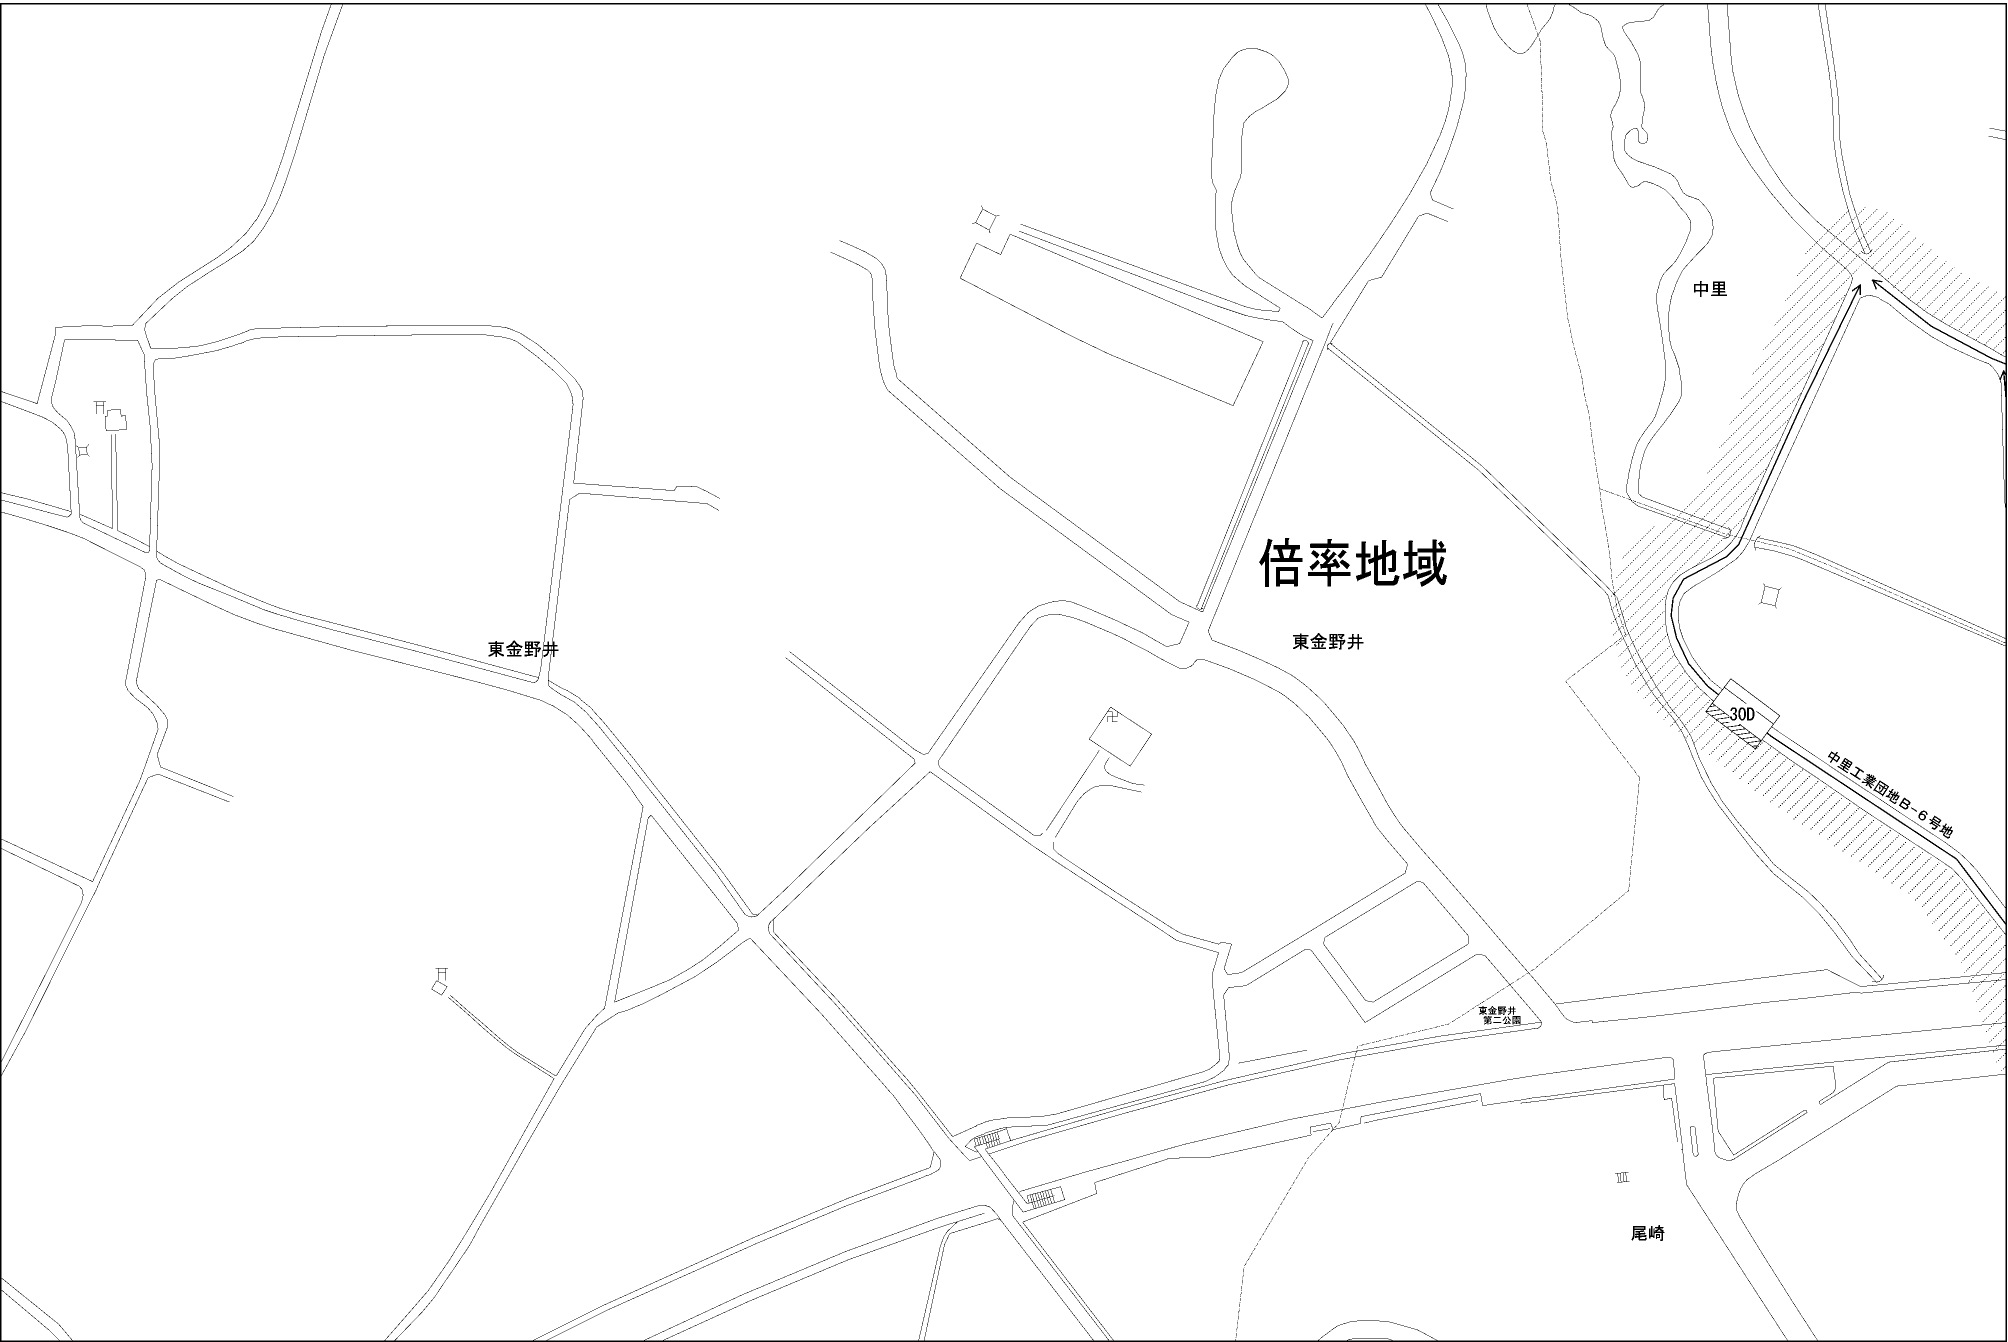 中里
倍率地域
東金野井
東金野井
30D
中里工業団地B-6号地
東金野井
第二公園
尾崎